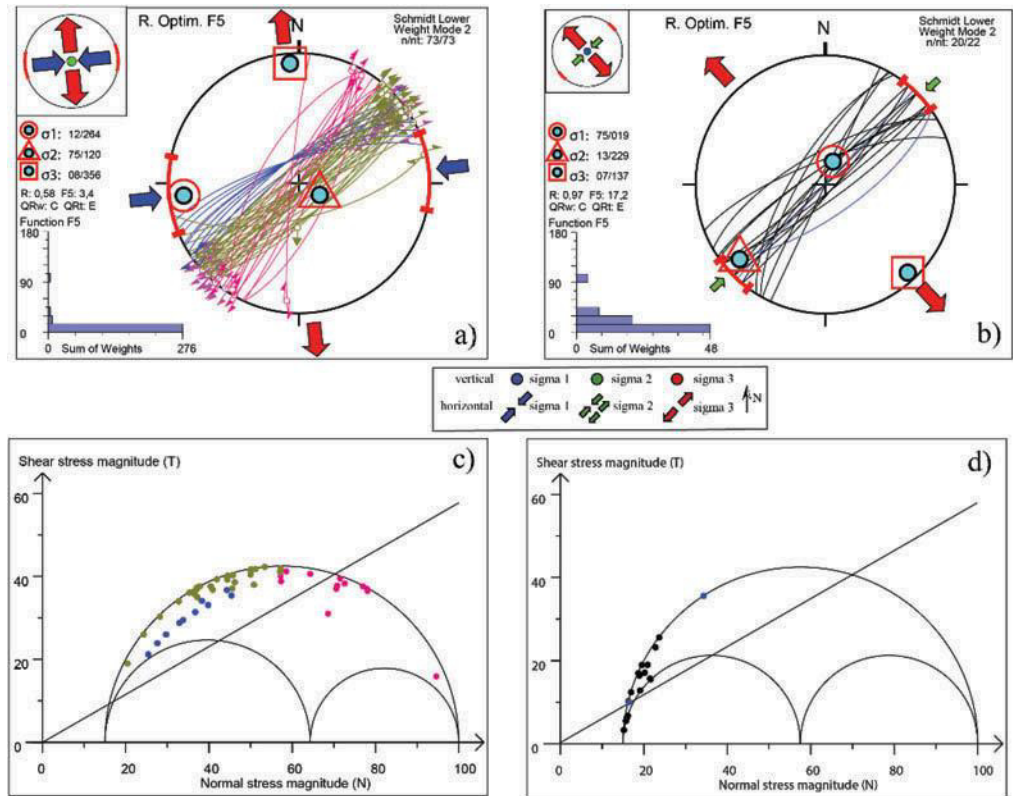 R. Optim. F5
Schmidt Lower
Weight Mode 2
n/nt: 73/73
N
σ1: 12/264
σ2: 75/120
σ3: 08/356
R: 0,58 F5: 3,4
QRw: C QRt: E
Function F5
180
90
0
0 276
Sum of Weights
a)
R. Optim. F5
Schmidt Lower
Weight Mode 2
n/nt: 20/22
N
σ1: 75/019
σ2: 13/229
σ3: 07/137
R: 0,97 F5: 17,2
QRw: C QRt: E
Function F5
180
90
0
0 48
Sum of Weights
b)
vertical sigma 1 sigma 2 sigma 3
horizontal sigma 1 sigma 2 sigma 3 N
c)
Shear stress magnitude (T)
60
40
20
0
0 20 40 60 80 100
Normal stress magnitude (N)
d)
Shear stress magnitude (T)
60
40
20
0
0 20 40 60 80 100
Normal stress magnitude (N)